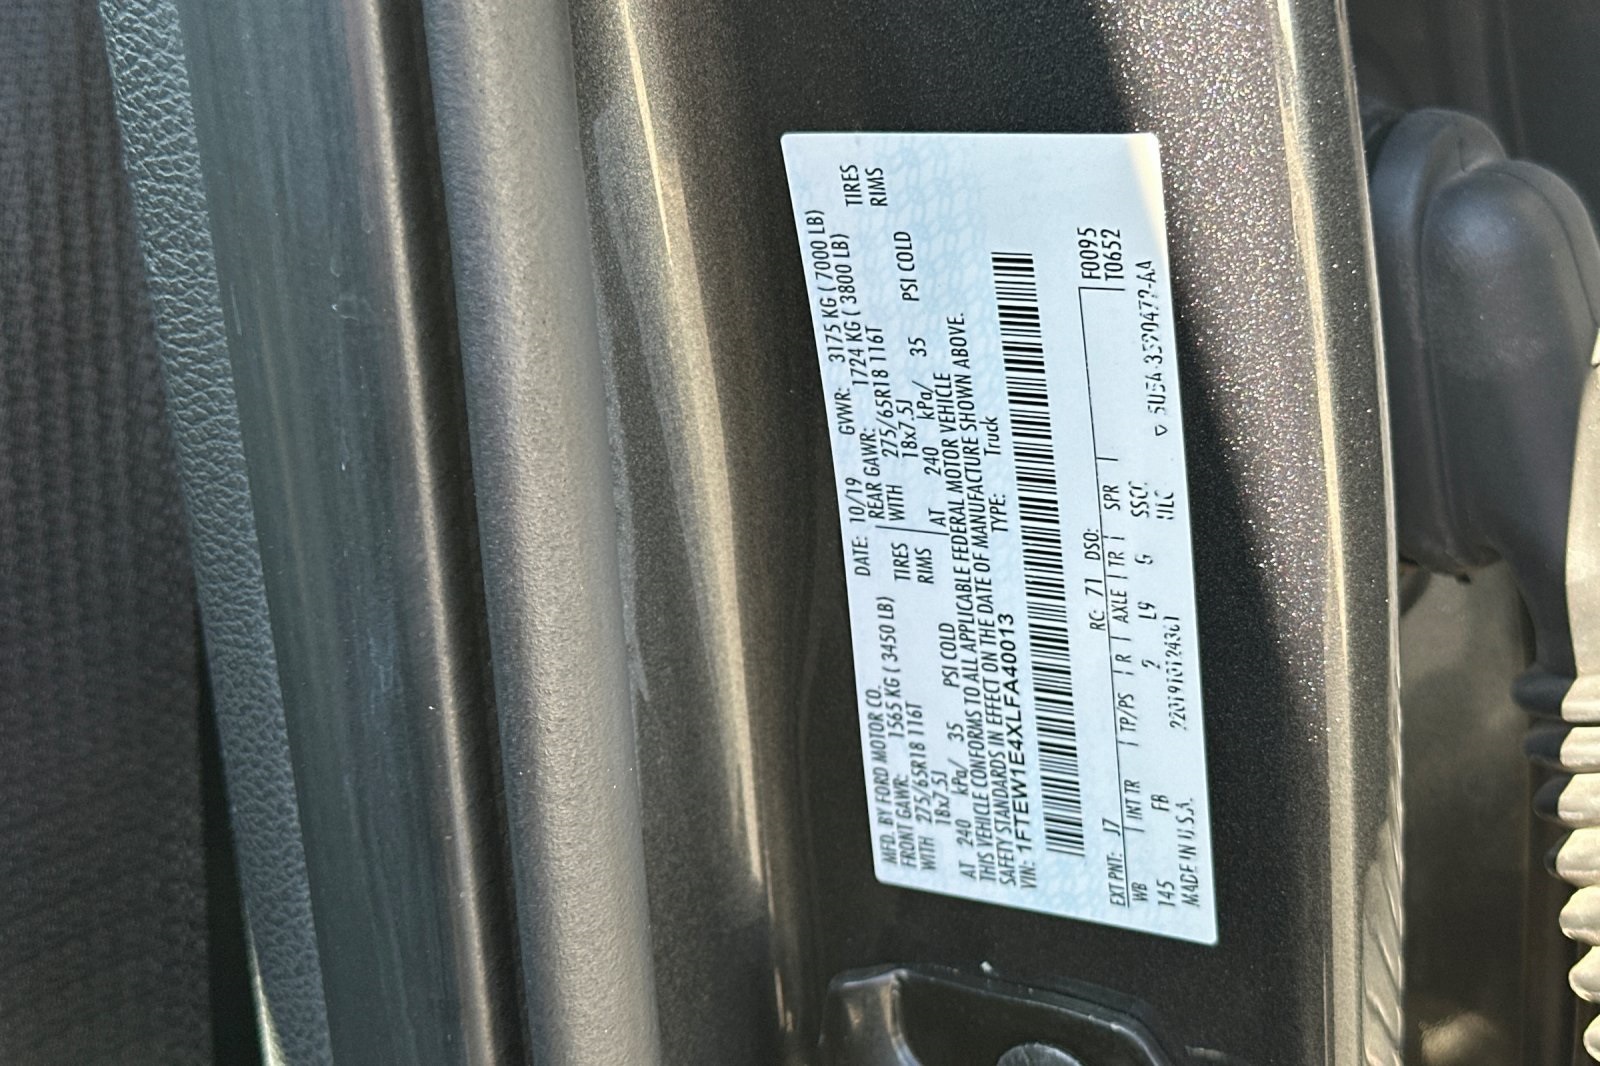 MFD. BY FORD MOTOR CO.
DATE: 10/19 GVWR: 3175 KG ( 7000 LB)
FRONT GAWR: 1565 KG ( 3450 LB) REAR GAWR: 1724 KG ( 3800 LB)
WITH 275/65R18 116T TIRES WITH 275/65R18 116T TIRES
18x7.5J RIMS 18x7.5J RIMS
AT 240 kPa/ 35 PSI COLD AT 240 kPa/ 35 PSI COLD
THIS VEHICLE CONFORMS TO ALL APPLICABLE FEDERAL MOTOR VEHICLE
SAFETY STANDARDS IN EFFECT ON THE DATE OF MANUFACTURE SHOWN ABOVE.
VIN: 1FTEW1E4XLFA40013 TYPE: Truck
EXT PNT: J7 RC: 71 DSO: F0095
WB INT TR TP/PS R AXLE TR SPR T0652
145 FB 2 L9 SSCC
MADE IN U.S.A.